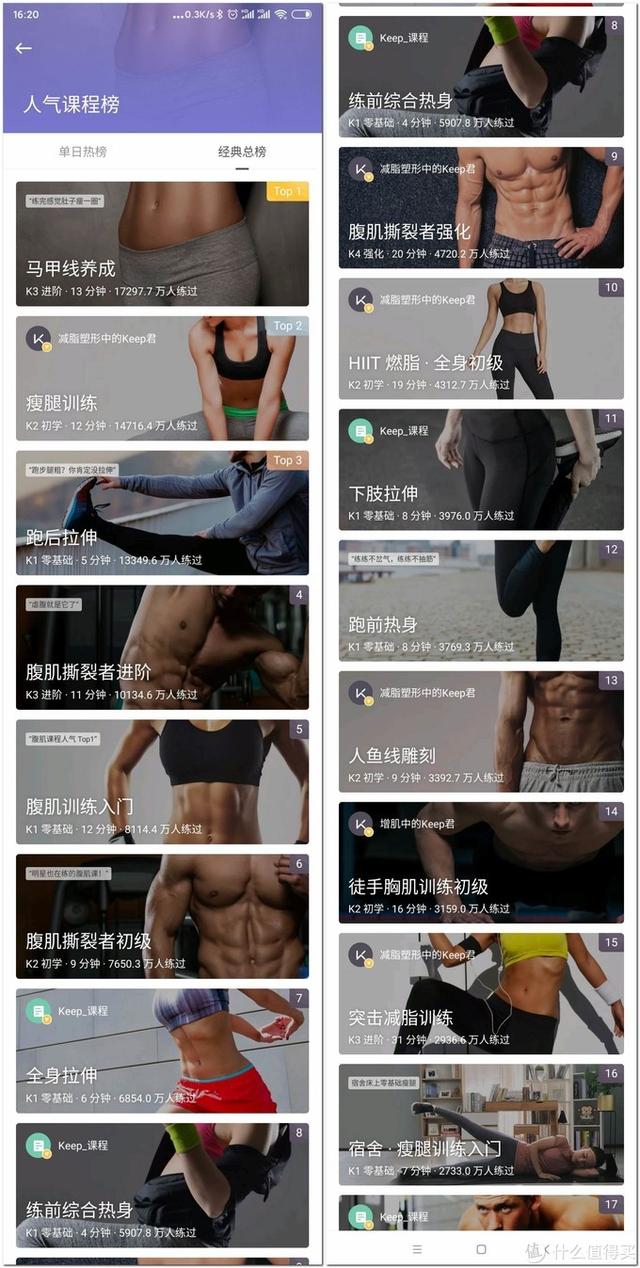 16:20
...0.3K/s
人气课程榜
单日热榜
经典总榜
Top 1
“练完感觉肚子瘦一圈”
马甲线养成
K3 进阶 · 13 分钟 · 17297.7 万人练过
Top 2
减脂塑形中的Keep君
瘦腿训练
K2 初学 · 12 分钟 · 14716.4 万人练过
Top 3
“跑步腿粗？你肯定没拉伸”
跑后拉伸
K1 零基础 · 5 分钟 · 13349.6 万人练过
4
“虐腹就是它了”
腹肌撕裂者进阶
K3 进阶 · 11 分钟 · 10134.6 万人练过
5
“腹肌课程人气 Top1”
腹肌训练入门
K1 零基础 · 12 分钟 · 8114.4 万人练过
6
“明星也在练的腹肌课！”
腹肌撕裂者初级
K2 初学 · 9 分钟 · 7650.3 万人练过
7
Keep_课程
全身拉伸
K1 零基础 · 6 分钟 · 6854.0 万人练过
8
Keep_课程
练前综合热身
K1 零基础 · 4 分钟 · 5907.8 万人练过
8
Keep_课程
练前综合热身
K1 零基础 · 4 分钟 · 5907.8 万人练过
9
减脂塑形中的Keep君
腹肌撕裂者强化
K4 强化 · 20 分钟 · 4720.2 万人练过
10
减脂塑形中的Keep君
HIIT 燃脂 · 全身初级
K2 初学 · 19 分钟 · 4312.7 万人练过
11
Keep_课程
下肢拉伸
K1 零基础 · 8 分钟 · 3976.0 万人练过
12
“练练不岔气，练练不抽筋”
跑前热身
K1 零基础 · 8 分钟 · 3769.3 万人练过
13
减脂塑形中的Keep君
人鱼线雕刻
K2 初学 · 9 分钟 · 3392.7 万人练过
14
增肌中的Keep君
徒手胸肌训练初级
K2 初学 · 16 分钟 · 3159.0 万人练过
15
减脂塑形中的Keep君
突击减脂训练
K3 进阶 · 31 分钟 · 2936.6 万人练过
16
宿舍床上零基础瘦腿
宿舍 · 瘦腿训练入门
K1 零基础 · 7 分钟 · 2733.0 万人练过
17
Keep_课程
值 什么值得买